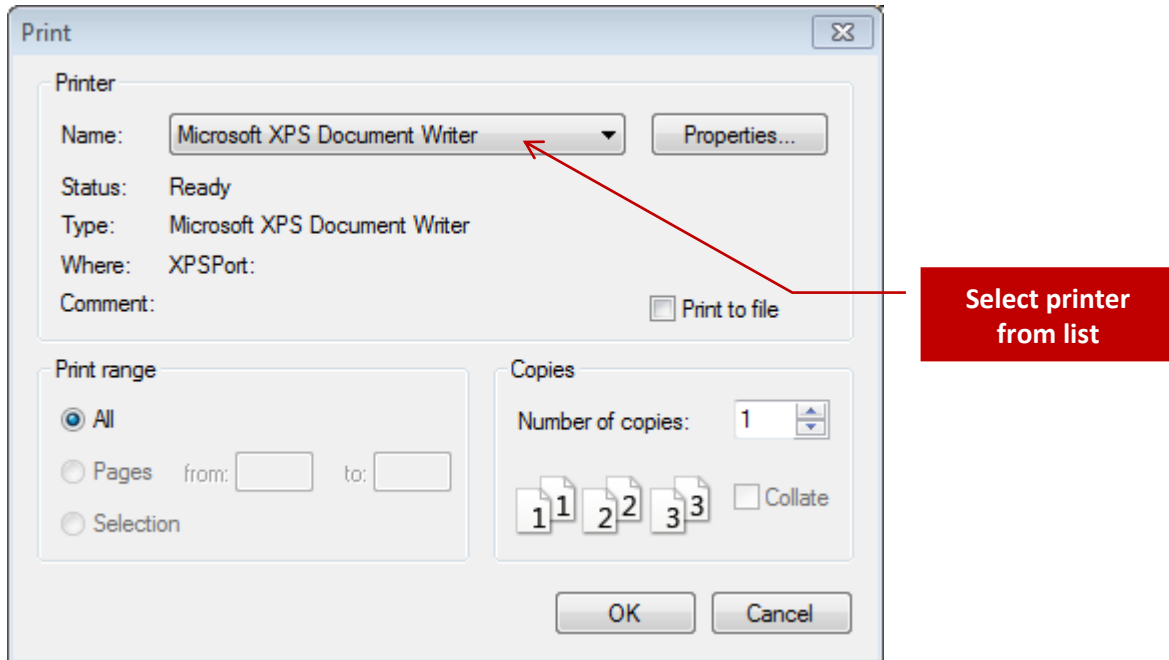 Print
Printer
Name: Microsoft XPS Document Writer Properties...
Status: Ready
Type: Microsoft XPS Document Writer
Where: XPSPort:
Comment: Print to file
Select printer
from list
Print range
All
Pages from: to:
Selection
Copies
Number of copies: 1
1 1 2 2 3 3 Collate
OK Cancel